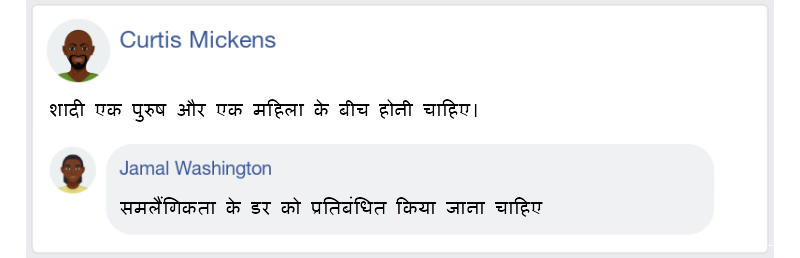 Curtis Mickens
शादी एक पुरुष और एक महिला के बीच होनी चाहिए।
Jamal Washington
समलैंगिकता के डर को प्रतिबंधित किया जाना चाहिए